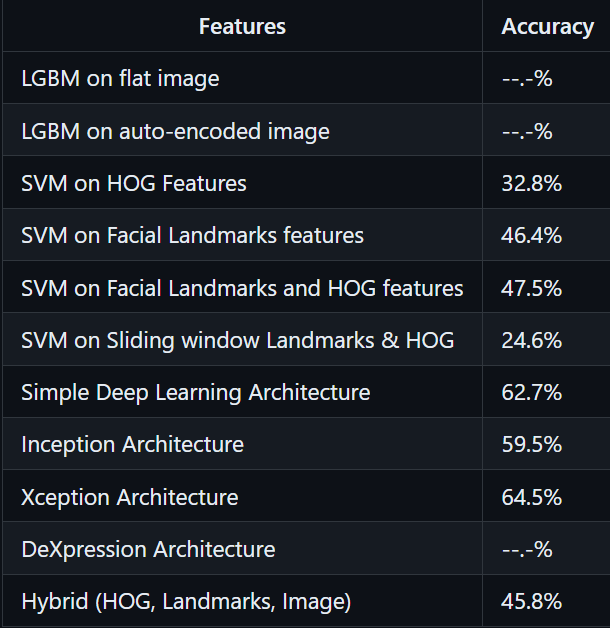 Features Accuracy
LGBM on flat image --.-%
LGBM on auto-encoded image --.-%
SVM on HOG Features 32.8%
SVM on Facial Landmarks features 46.4%
SVM on Facial Landmarks and HOG features 47.5%
SVM on Sliding window Landmarks & HOG 24.6%
Simple Deep Learning Architecture 62.7%
Inception Architecture 59.5%
Xception Architecture 64.5%
DeXpression Architecture --.-%
Hybrid (HOG, Landmarks, Image) 45.8%